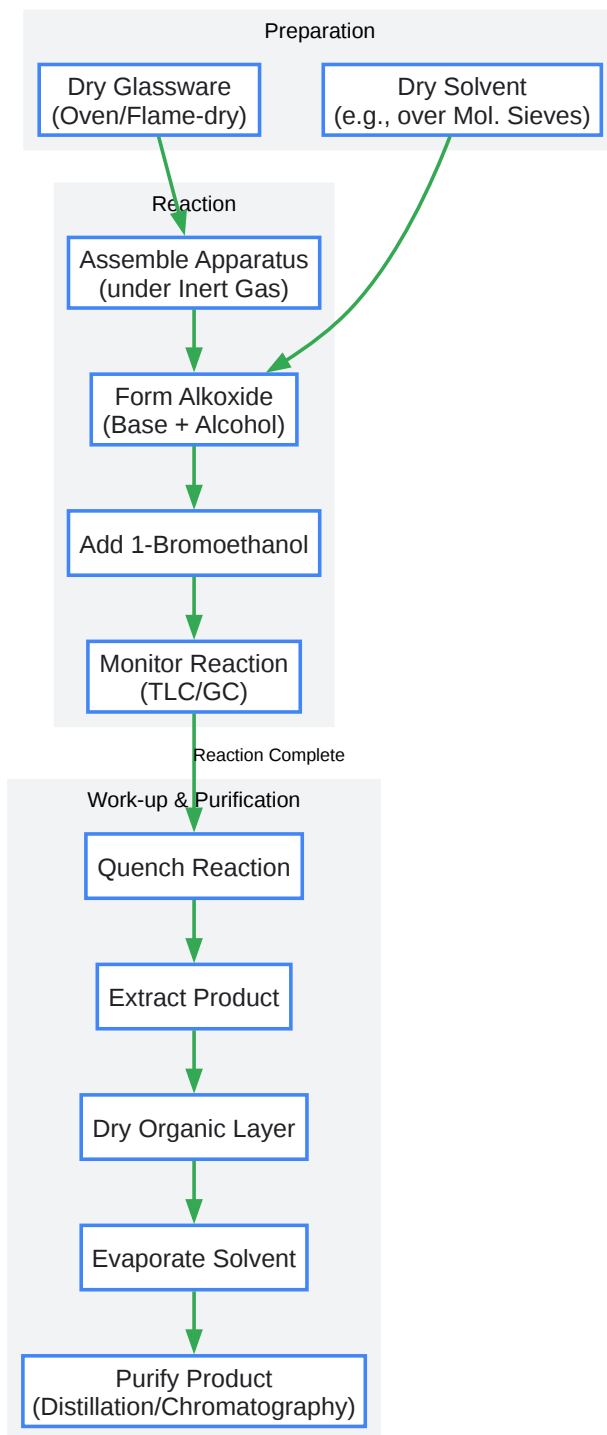 Preparation
Dry Glassware
(Oven/Flame-dry)
Dry Solvent
(e.g., over Mol. Sieves)
Reaction
Assemble Apparatus
(under Inert Gas)
Form Alkoxide
(Base + Alcohol)
Add 1-Bromoethanol
Monitor Reaction
(TLC/GC)
Reaction Complete
Work-up & Purification
Quench Reaction
Extract Product
Dry Organic Layer
Evaporate Solvent
Purify Product
(Distillation/Chromatography)